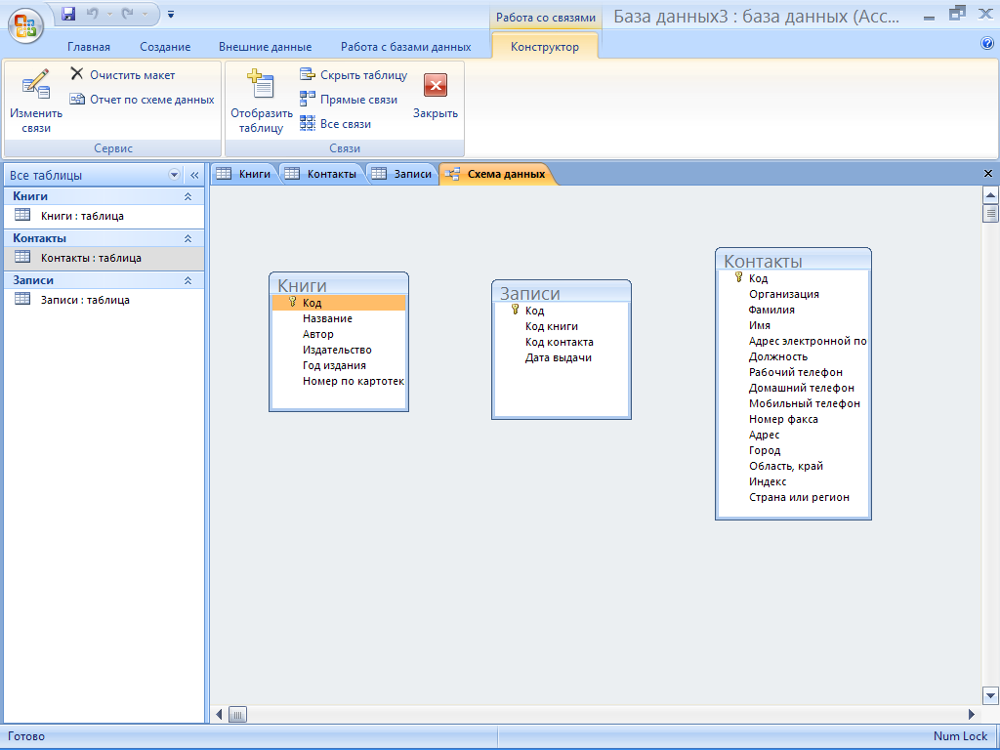 Работа со связями
База данных3 : база данных (Acc...
Главная
Создание
Внешние данные
Работа с базами данных
Конструктор
Изменить
связи
Очистить макет
Отчет по схеме данных
Сервис
Отобразить
таблицу
Скрыть таблицу
Прямые связи
Все связи
Закрыть
Связи
Все таблицы
Книги
Книги : таблица
Контакты
Контакты : таблица
Записи
Записи : таблица
Книги
Контакты
Записи
Схема данных
Книги
Код
Название
Автор
Издательство
Год издания
Номер по картотек
Записи
Код
Код книги
Код контакта
Дата выдачи
Контакты
Код
Организация
Фамилия
Имя
Адрес электронной по
Должность
Рабочий телефон
Домашний телефон
Мобильный телефон
Номер факса
Адрес
Город
Область, край
Индекс
Страна или регион
Готово
Num Lock